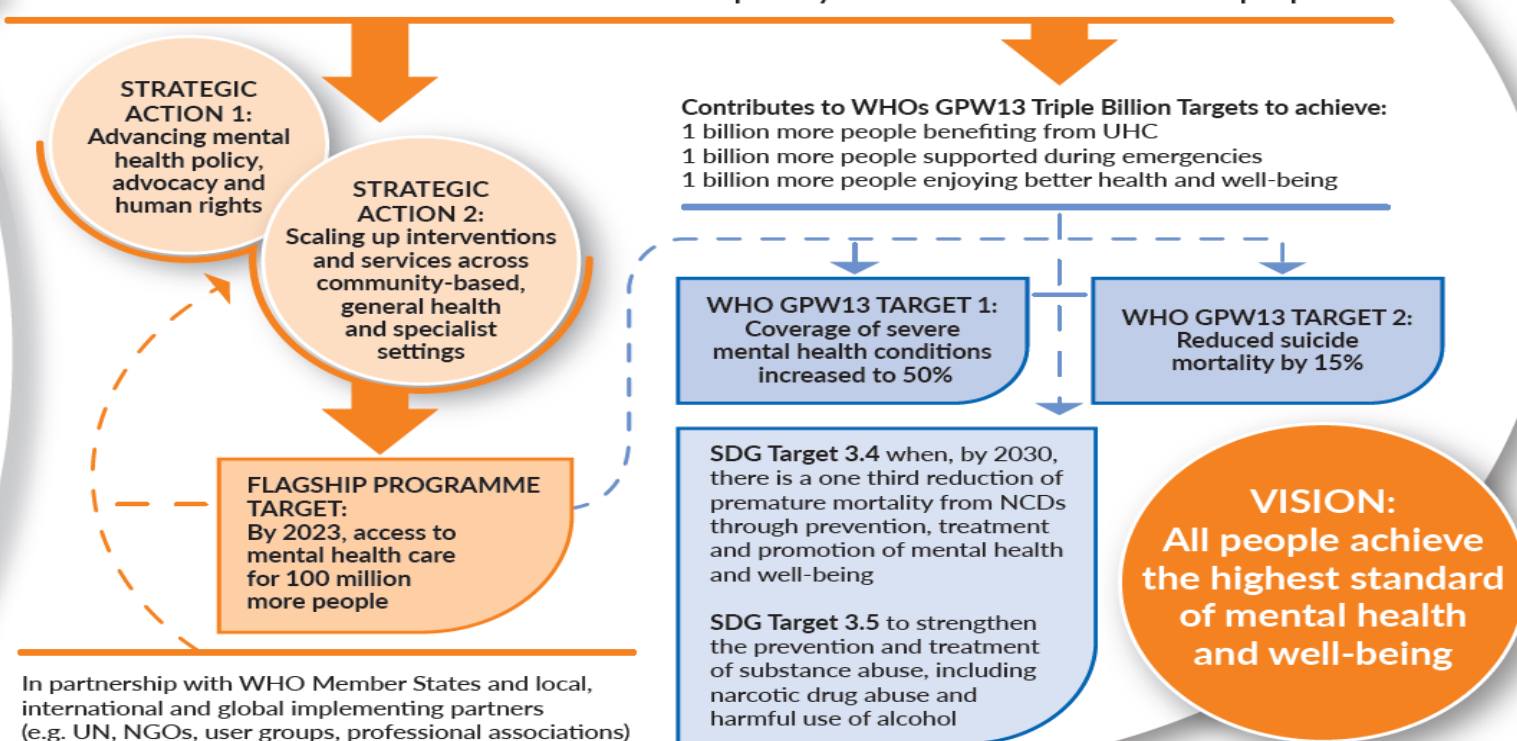 STRATEGIC
ACTION 1:
Advancing mental
health policy,
advocacy and
human rights
STRATEGIC
ACTION 2:
Scaling up interventions
and services across
community-based,
general health
and specialist
settings
FLAGSHIP PROGRAMME
TARGET:
By 2023, access to
mental health care
for 100 million
more people
In partnership with WHO Member States and local,
international and global implementing partners
(e.g. UN, NGOs, user groups, professional associations)
Contributes to WHOs GPW13 Triple Billion Targets to achieve:
1 billion more people benefiting from UHC
1 billion more people supported during emergencies
1 billion more people enjoying better health and well-being
WHO GPW13 TARGET 1:
Coverage of severe
mental health conditions
increased to 50%
WHO GPW13 TARGET 2:
Reduced suicide
mortality by 15%
SDG Target 3.4 when, by 2030,
there is a one third reduction of
premature mortality from NCDs
through prevention, treatment
and promotion of mental health
and well-being
SDG Target 3.5 to strengthen
the prevention and treatment
of substance abuse, including
narcotic drug abuse and
harmful use of alcohol
VISION:
All people achieve
the highest standard
of mental health
and well-being